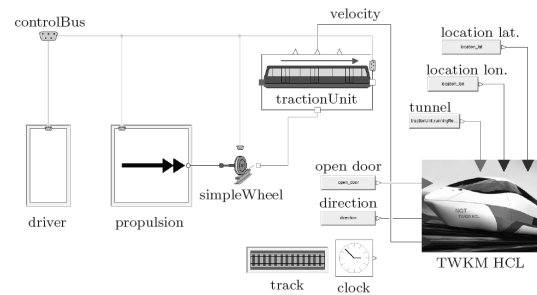 controlBus
velocity
location lat.
location_lat
location lon.
location_lon
tunnel
tractionUnit
open door
open_door
simpleWheel
direction
direction
driver
propulsion
NGT
TWKM HCL
track
clock